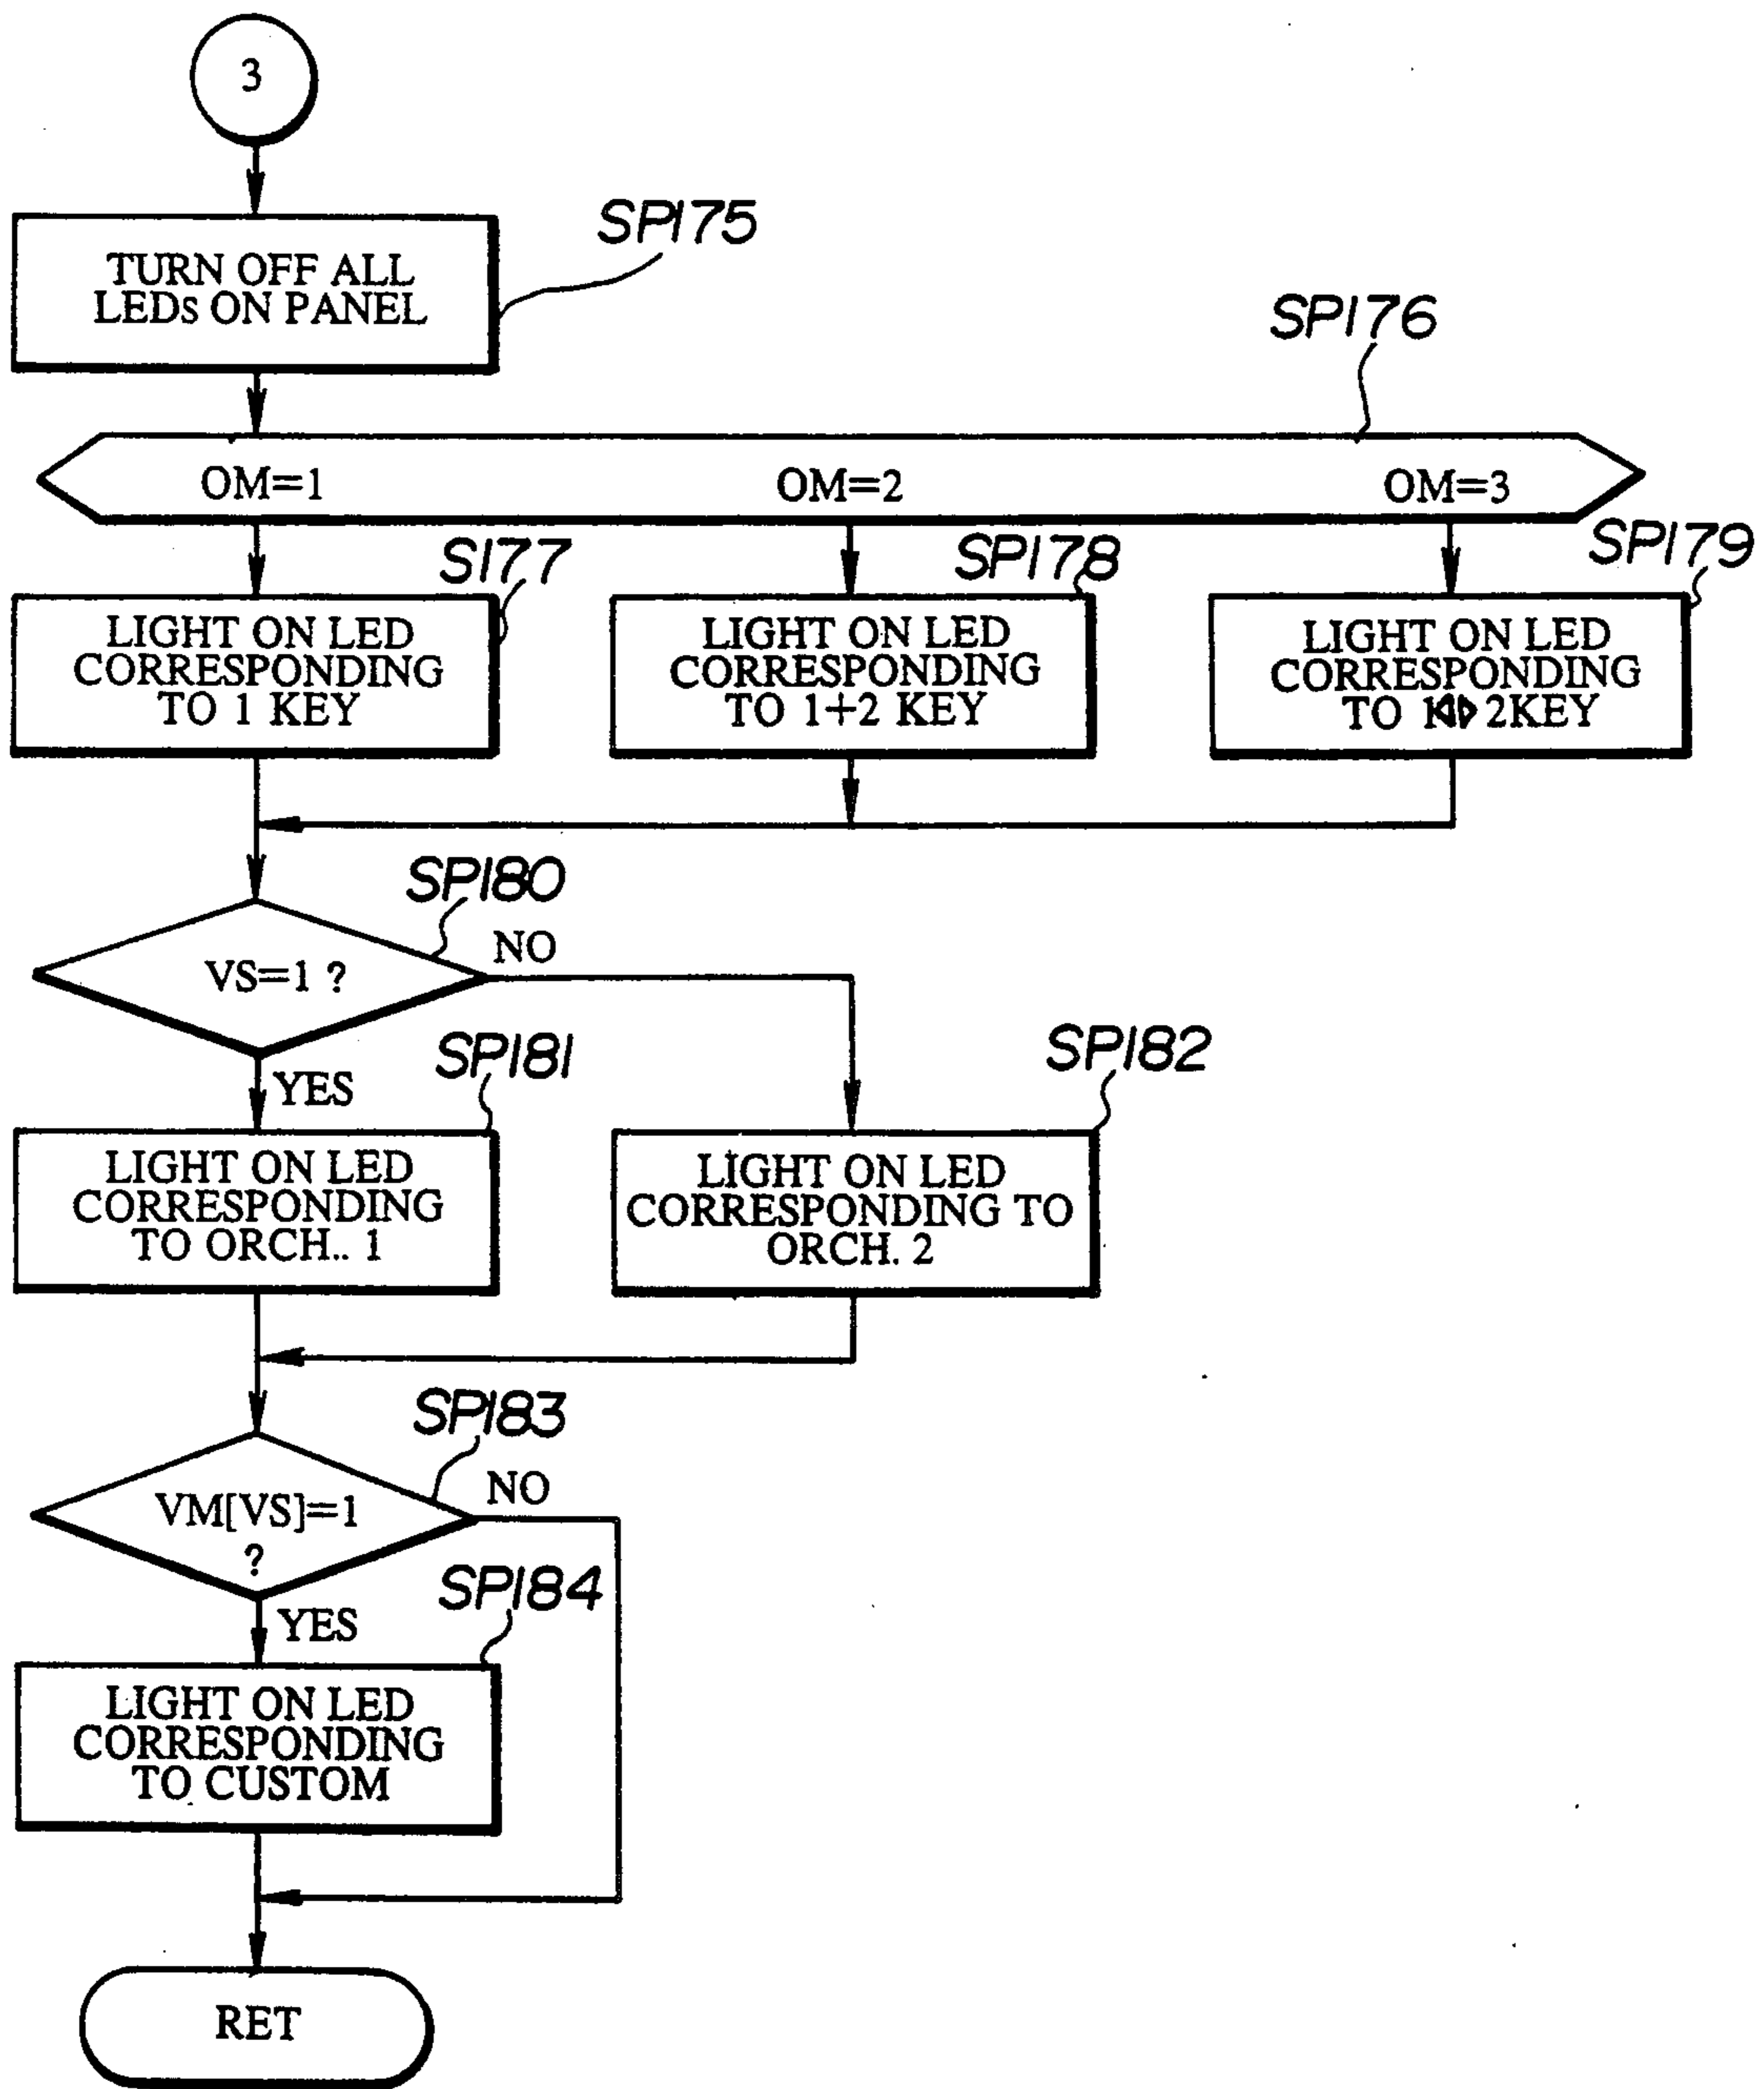 3
SP175
TURN OFF ALL
LEDs ON PANEL
SP176
OM=1
OM=2
OM=3
S177
SP178
SP179
LIGHT ON LED
CORRESPONDING
TO 1 KEY
LIGHT ON LED
CORRESPONDING
TO 1+2 KEY
LIGHT ON LED
CORRESPONDING
TO 1◁▷ 2KEY
SP180
VS=1 ?
NO
YES
SP181
SP182
LIGHT ON LED
CORRESPONDING
TO ORCH.. 1
LIGHT ON LED
CORRESPONDING TO
ORCH. 2
SP183
VM[VS]=1
?
NO
YES
SP184
LIGHT ON LED
CORRESPONDING
TO CUSTOM
RET